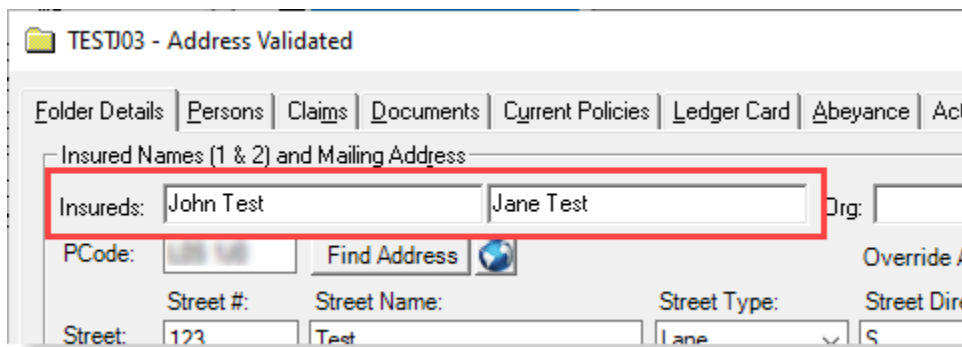 TESTJ03 - Address Validated
Folder Details Persons Claims Documents Current Policies Ledger Card Abeyance
Insured Names (1 & 2) and Mailing Address
Insureds: John Test Jane Test Org:
PCode: Find Address Override
Street #: Street Name: Street Type: Street
Street: 123 Test Lane S